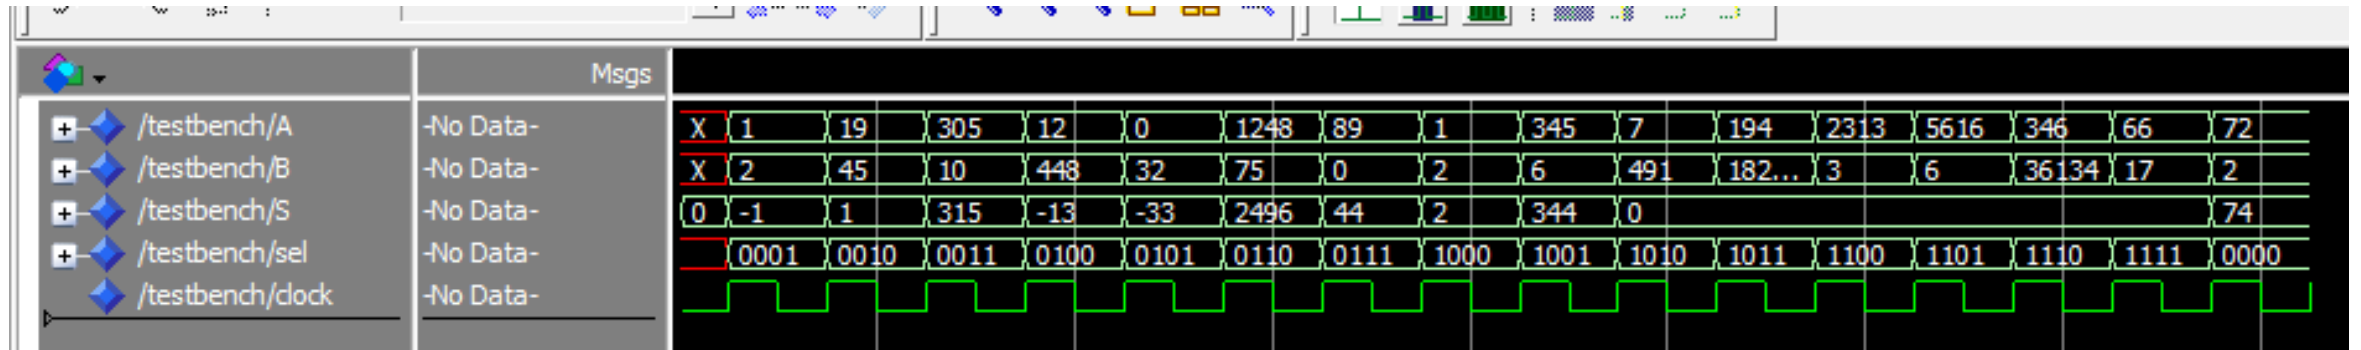 Msgs
/testbench/A -No Data- X 1 19 305 12 0 1248 89 1 345 7 194 2313 5616 346 66 72
/testbench/B -No Data- X 2 45 10 448 32 75 0 2 6 491 182... 3 6 36134 17 2
/testbench/S -No Data- 0 -1 1 315 -13 -33 2496 44 2 344 0 74
/testbench/sel -No Data- 0001 0010 0011 0100 0101 0110 0111 1000 1001 1010 1011 1100 1101 1110 1111 0000
/testbench/clock -No Data-